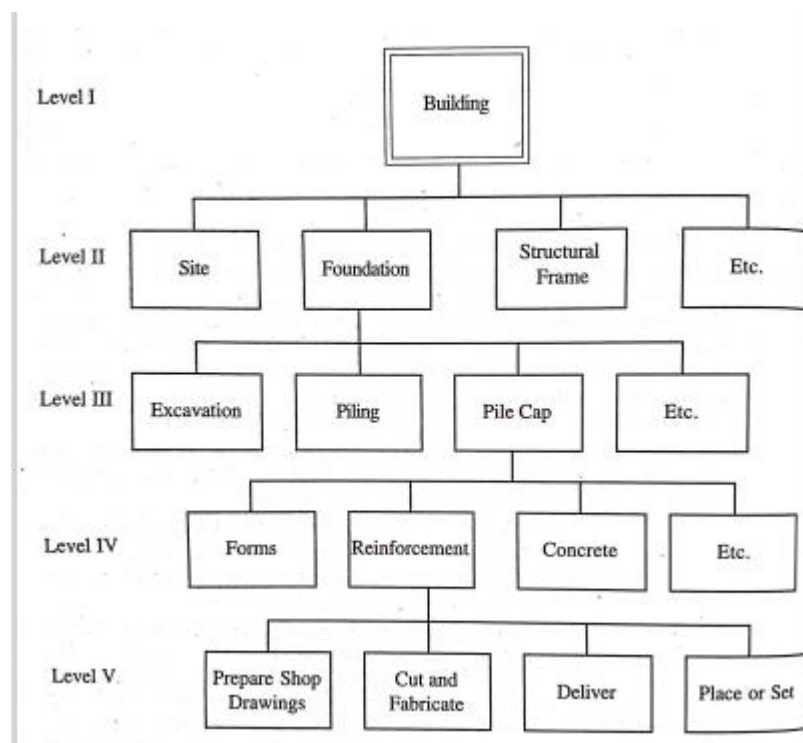 Level I
Building
Level II
Site
Foundation
Structural
Frame
Etc.
Level III
Excavation
Piling
Pile Cap
Etc.
Level IV
Forms
Reinforcement
Concrete
Etc.
Level V.
Prepare Shop
Drawings
Cut and
Fabricate
Deliver
Place or Set